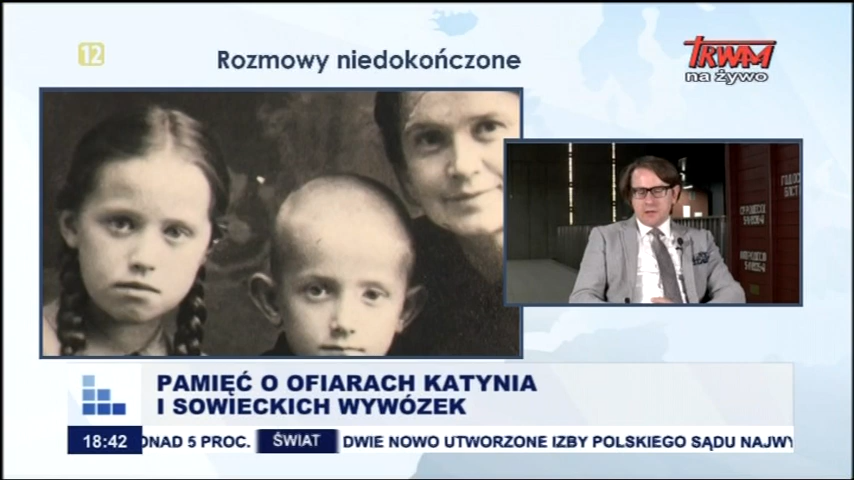 12
Rozmowy niedokończone
TRWAM
na żywo
PAMIĘĆ O OFIARACH KATYNIA
I SOWIECKICH WYWÓZEK
18:42
ONAD 5 PROC. ŚWIAT DWIE NOWO UTWORZONE IZBY POLSKIEGO SĄDU NAJWY